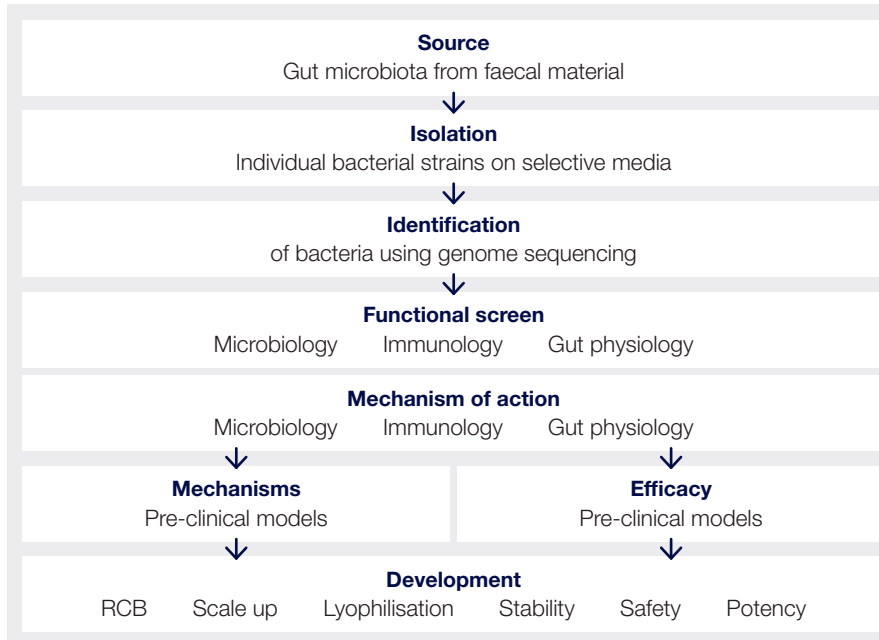 Source
Gut microbiota from faecal material
Isolation
Individual bacterial strains on selective media
Identification
of bacteria using genome sequencing
Functional screen
Microbiology Immunology Gut physiology
Mechanism of action
Microbiology Immunology Gut physiology
Mechanisms
Pre-clinical models
Efficacy
Pre-clinical models
Development
RCB Scale up Lyophilisation Stability Safety Potency